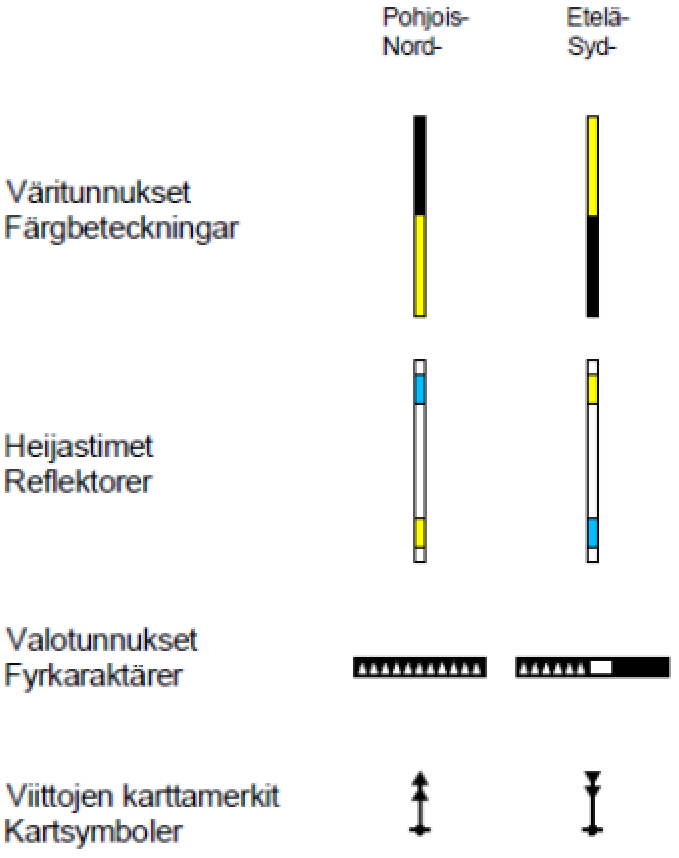 Pohjois-
Nord-
Etelä-
Syd-
Väritunnukset
Färgbeteckningar
Heijastimet
Reflektorer
Valotunnukset
Fyrkaraktärer
Viittojen karttamerkit
Kartsymboler